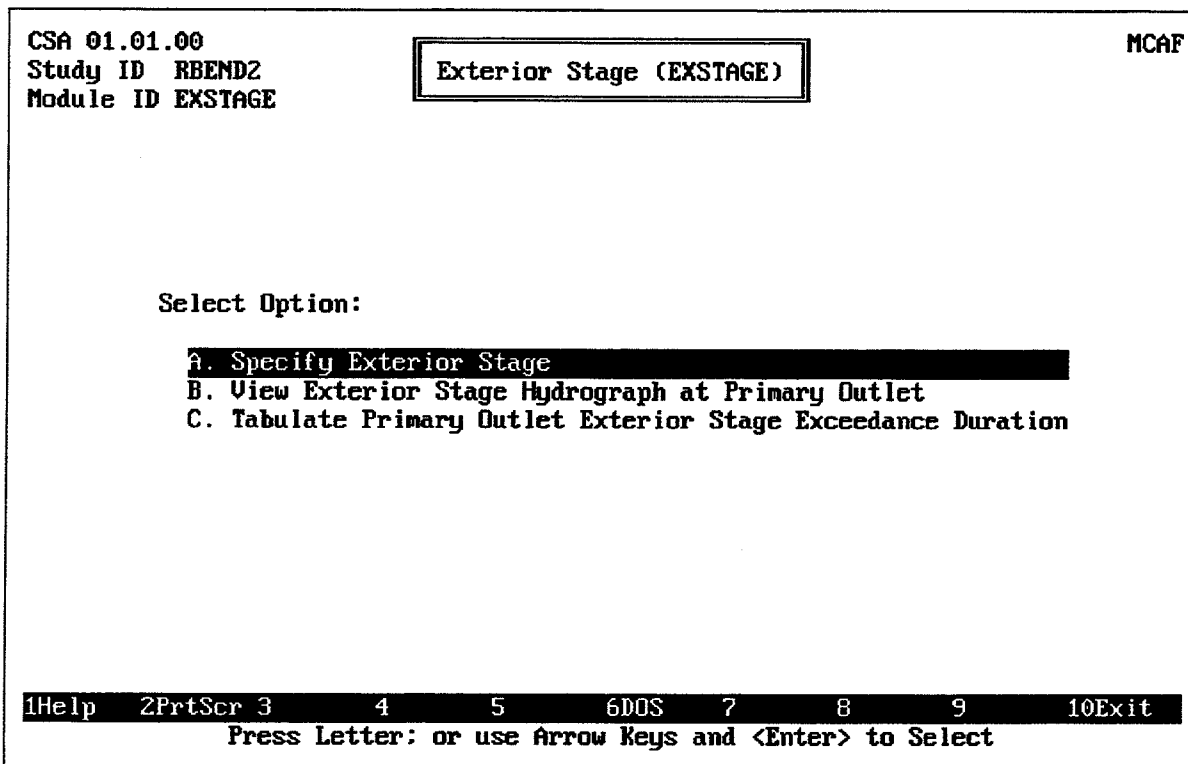 CSA 01.01.00
MCAF
Study ID RBEND2
Exterior Stage (EXSTAGE)
Module ID EXSTAGE
Select Option:
A. Specify Exterior Stage
B. View Exterior Stage Hydrograph at Primary Outlet
C. Tabulate Primary Outlet Exterior Stage Exceedance Duration
1Help 2PrtScr 3 4 5 6DOS 7 8 9 10Exit
Press Letter: or use Arrow Keys and <Enter> to Select